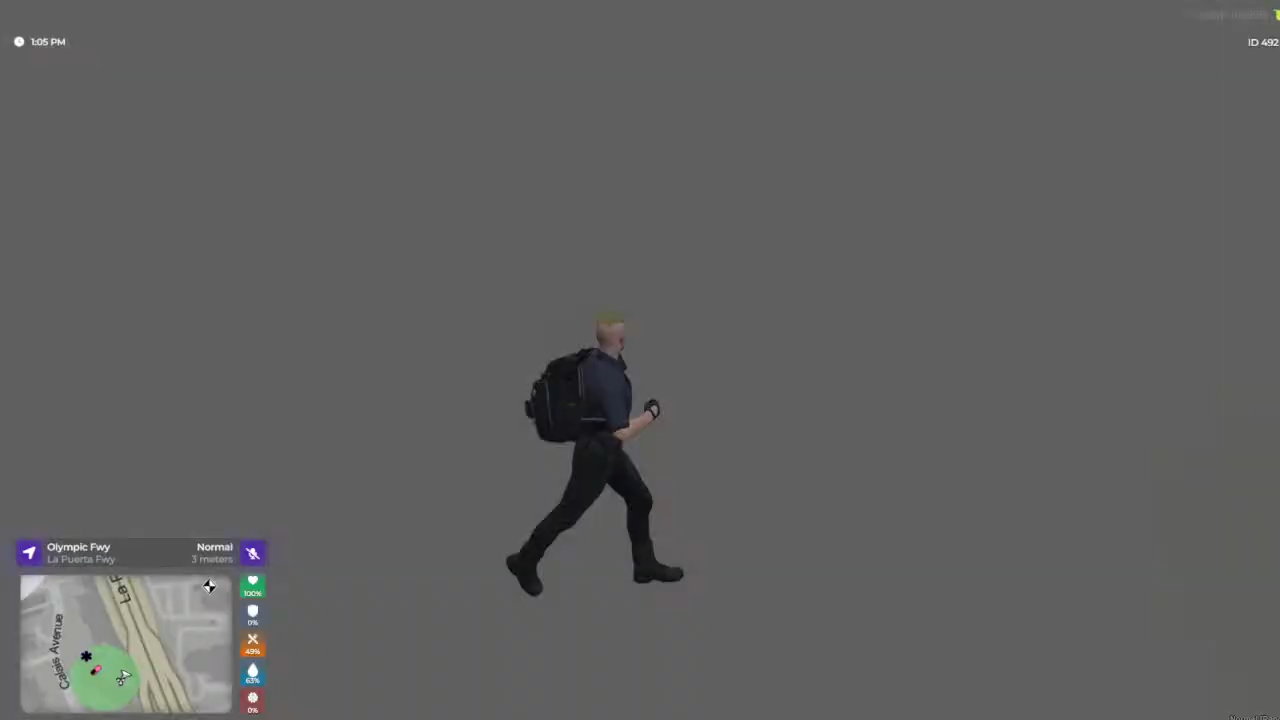 1:05 PM
ID 492
Olympic Fwy
Normal
La Puerta Fwy
3 meters
100%
0%
49%
63%
0%
Calais Avenue